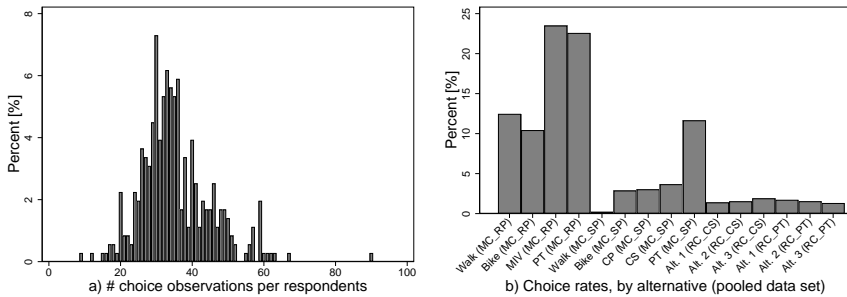 8
6
4
2
0
Percent [%]
0
20
40
60
80
100
a) # choice observations per respondents
25
20
15
10
5
0
Percent [%]
Walk (MC_RP)
Bike (MC_RP)
MIV (MC_RP)
PT (MC_RP)
Walk (MC_SP)
Bike (MC_SP)
CP (MC_SP)
CS (MC_SP)
PT (MC_SP)
Alt. 1 (RC_CS)
Alt. 2 (RC_CS)
Alt. 3 (RC_CS)
Alt. 1 (RC_PT)
Alt. 2 (RC_PT)
Alt. 3 (RC_PT)
b) Choice rates, by alternative (pooled data set)